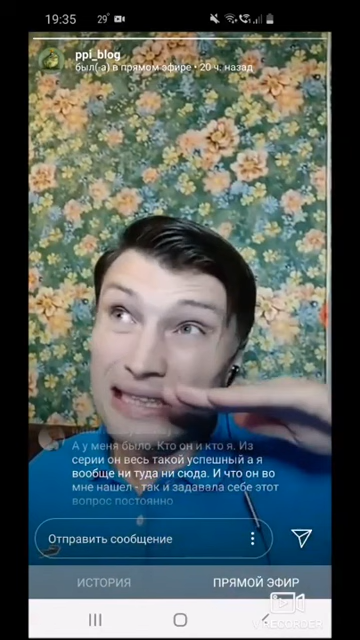 19:35 29°
ppi_blog
был(-а) в прямом эфире • 20 ч. назад
А у меня было. Кто он и кто я. Из
серии он весь такой успешный а я
вообще ни туда ни сюда. И что он во
мне нашел - так и задавала себе этот
вопрос постоянно
Отправить сообщение
ИСТОРИЯ ПРЯМОЙ ЭФИР
RECORDER